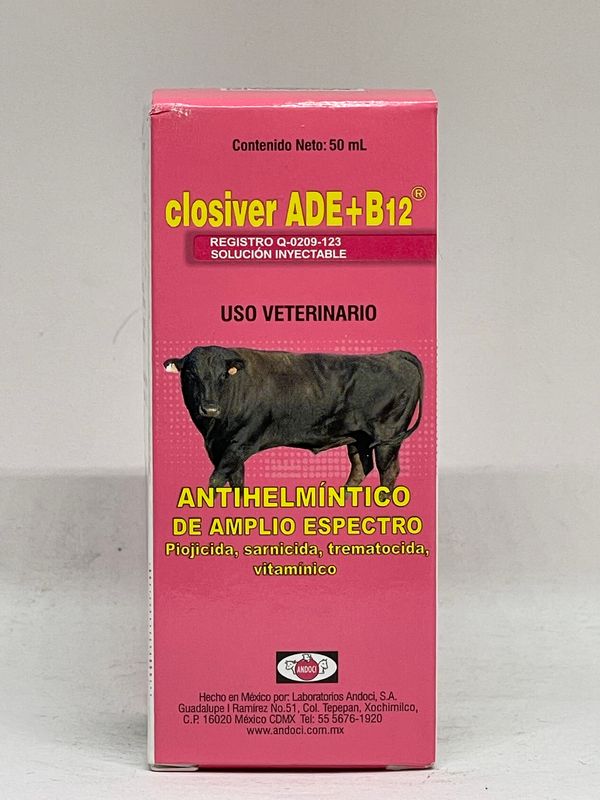 Contenido Neto: 50 mL
closiver ADE+B12®
REGISTRO Q-0209-123
SOLUCIÓN INYECTABLE
USO VETERINARIO
ANTIHELMÍNTICO
DE AMPLIO ESPECTRO
Piojicida, sarnicida, trematocida,
vitamínico
ANDOCI
Hecho en México por: Laboratorios Andoci, S.A.
Guadalupe I Ramírez No.51, Col. Tepepan, Xochimilco,
C.P. 16020 México CDMX Tel: 55 5676-1920
www.andoci.com.mx